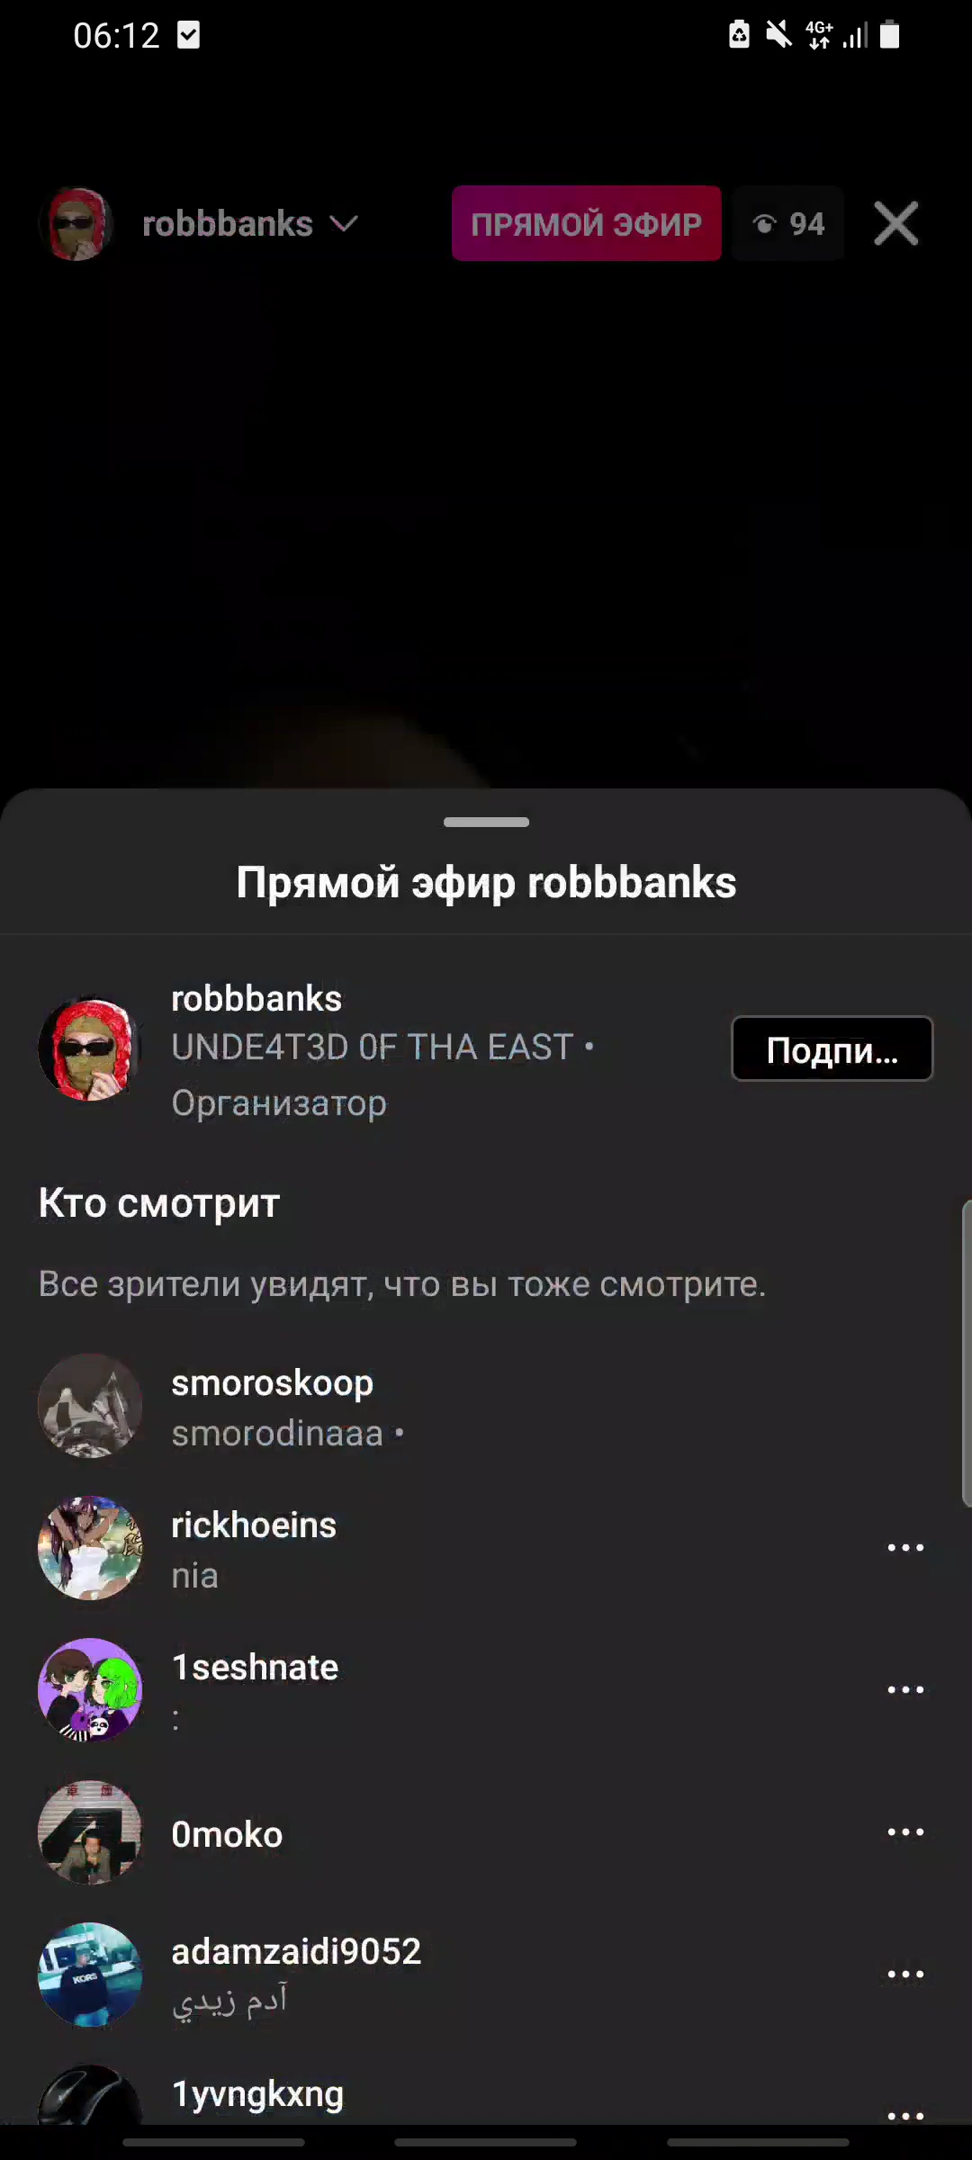 06:12
4G+
robbbanks
ПРЯМОЙ ЭФИР
94
Прямой эфир robbbanks
robbbanks
UNDE4T3D 0F THA EAST •
Организатор
Подпи...
Кто смотрит
Все зрители увидят, что вы тоже смотрите.
smoroskoop
smorodinaaa •
rickhoeins
nia
1seshnate
:
0moko
adamzaidi9052
آدم زيدي
1yvngkxng